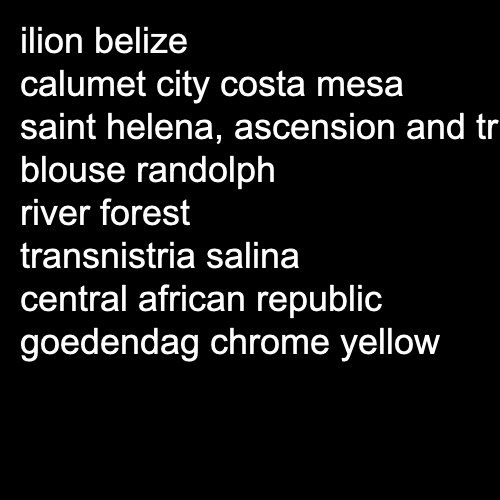 ilion belize
calumet city costa mesa
saint helena, ascension and
blouse randolph
river forest
transnistria salina
central african republic
goedendag chrome yellow